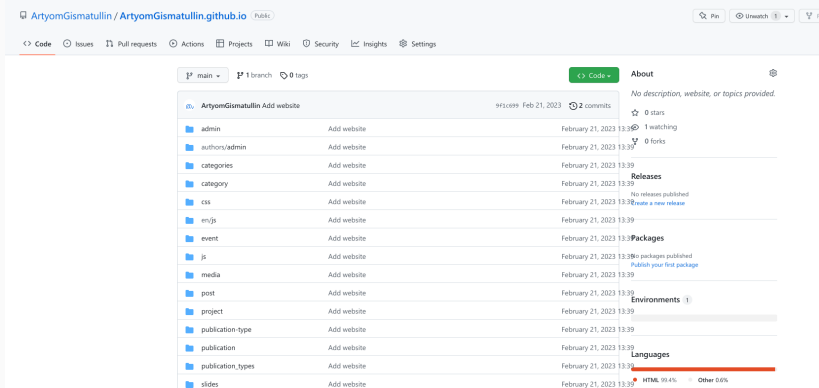 ArtyomGismatullin / ArtyomGismatullin.github.io Public
Pin
Unwatch 1
Code Issues Pull requests Actions Projects Wiki Security Insights Settings
main 1 branch 0 tags
<> Code
ArtyomGismatullin Add website 9f1c699 Feb 21, 2023 2 commits
admin Add website February 21, 2023 13:39
authors/admin Add website February 21, 2023 13:39
categories Add website February 21, 2023 13:39
category Add website February 21, 2023 13:39
css Add website February 21, 2023 13:39
en/js Add website February 21, 2023 13:39
event Add website February 21, 2023 13:39
js Add website February 21, 2023 13:39
media Add website February 21, 2023 13:39
post Add website February 21, 2023 13:39
project Add website February 21, 2023 13:39
publication-type Add website February 21, 2023 13:39
publication Add website February 21, 2023 13:39
publication_types Add website February 21, 2023 13:39
slides Add website February 21, 2023 13:39
About
No description, website, or topics provided.
0 stars
1 watching
0 forks
Releases
No releases published
Create a new release
Packages
No packages published
Publish your first package
Environments 1
Languages
HTML 99.4% Other 0.6%